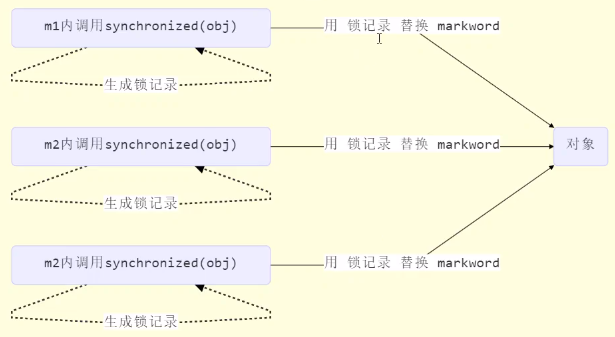 m1内调用synchronized(obj)
用 锁记录 替换 markword
生成锁记录
m2内调用synchronized(obj)
用 锁记录 替换 markword
对象
生成锁记录
m2内调用synchronized(obj)
用 锁记录 替换 markword
生成锁记录